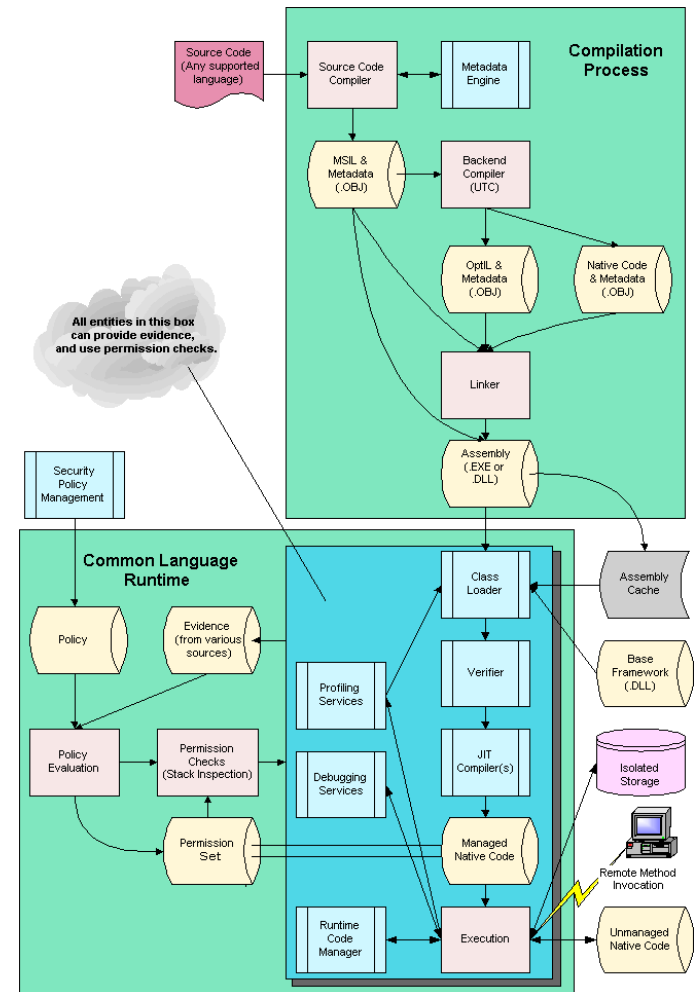 Source Code
(Any supported
language)
Source Code
Compiler
Metadata
Engine
Compilation
Process
MSIL &
Metadata
(.OBJ)
Backend
Compiler
(UTC)
OptIL &
Metadata
(.OBJ)
Native Code
& Metadata
(.OBJ)
All entities in this box
can provide evidence,
and use permission checks.
Linker
Assembly
(.EXE or
.DLL)
Security
Policy
Management
Common Language
Runtime
Class
Loader
Assembly
Cache
Policy
Evidence
(from various
sources)
Verifier
Base
Framework
(.DLL)
Profiling
Services
Policy
Evaluation
Permission
Checks
(Stack Inspection)
JIT
Compiler(s)
Debugging
Services
Isolated
Storage
Permission
Set
Managed
Native Code
Remote Method
Invocation
Runtime
Code
Manager
Execution
Unmanaged
Native Code